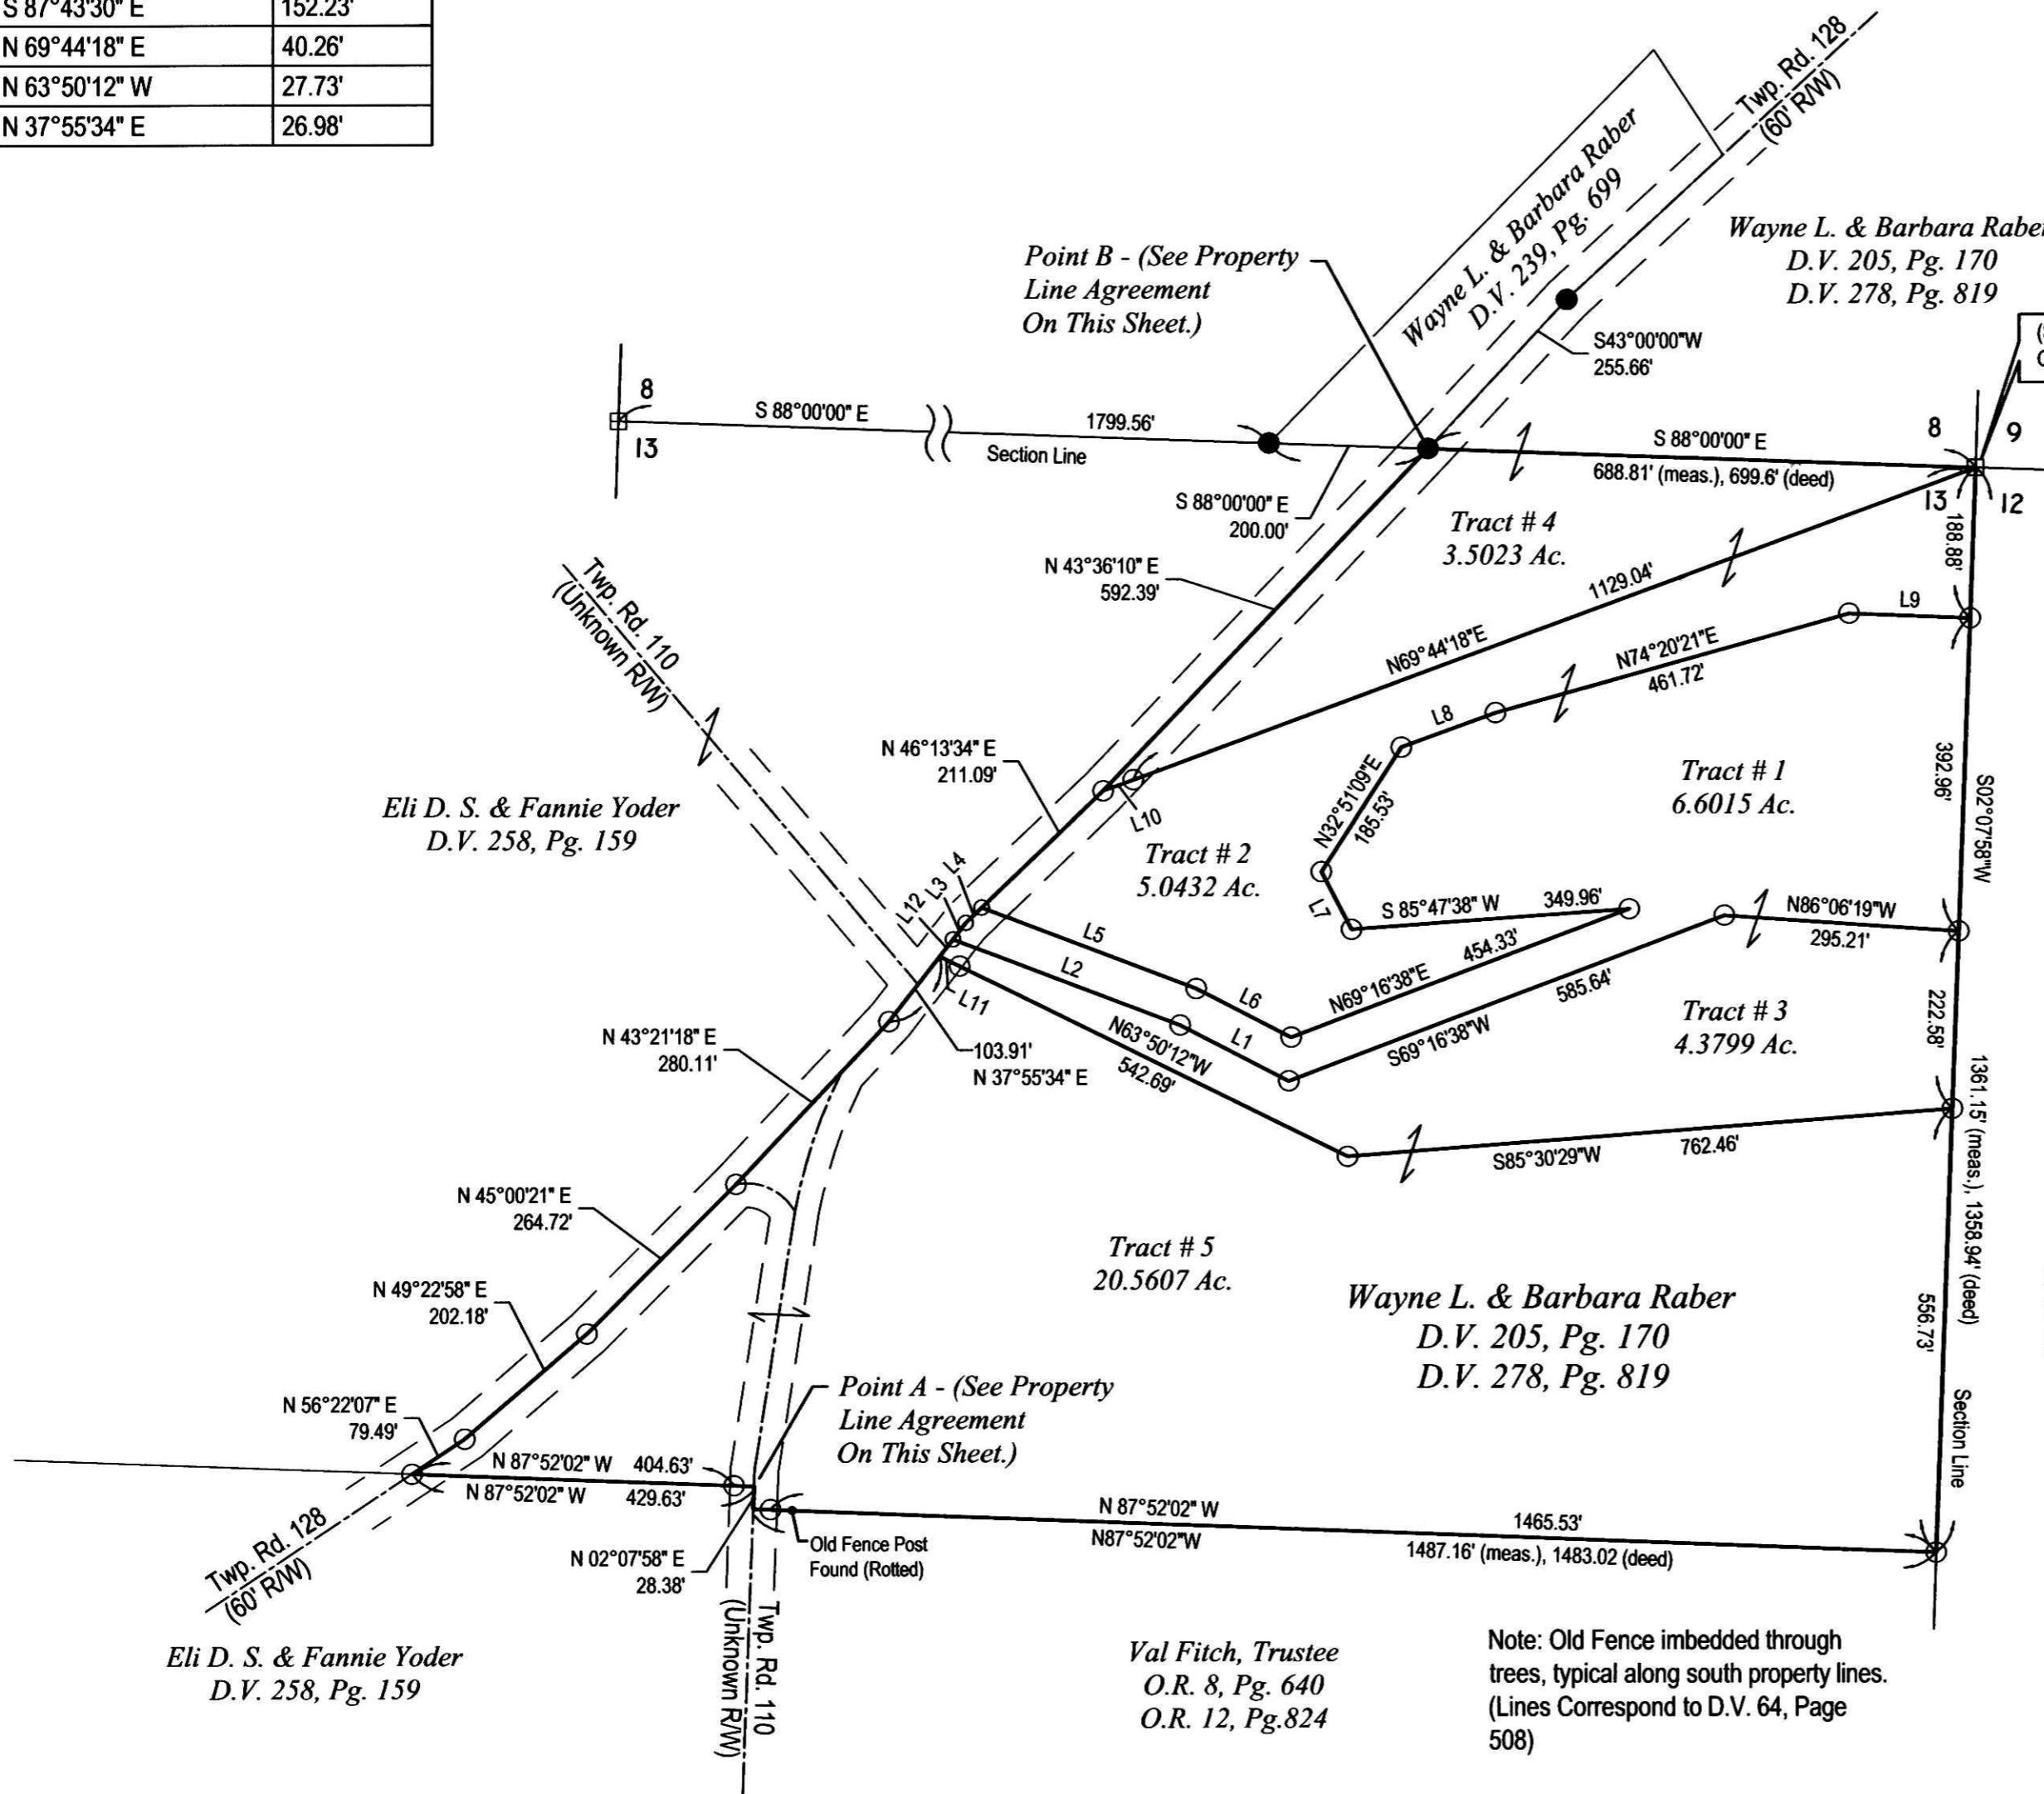 S 87°43'30" E 152.23'
N 69°44'18" E 40.26'
N 63°50'12" W 27.73'
N 37°55'34" E 26.98'
Twp. Rd. 128
(60' R/W)
Wayne L. & Barbara Raber
D.V. 239, Pg. 699
Wayne L. & Barbara Raber
D.V. 205, Pg. 170
D.V. 278, Pg. 819
Point B - (See Property
Line Agreement
On This Sheet.)
S43°00'00"W
255.66'
8
13
S 88°00'00" E 1799.56'
Section Line
S 88°00'00" E
200.00'
S 88°00'00" E
688.81' (meas.), 699.6' (deed)
8 9
13 12
Tract # 4
3.5023 Ac.
188.88'
N 43°36'10" E
592.39'
N69°44'18"E 1129.04'
L9
N74°20'21"E
461.72'
L8
Twp. Rd. 110
(Unknown R/W)
N 46°13'34" E
211.09'
L10
N32°51'09"E
185.53'
Tract # 1
6.6015 Ac.
392.96'
S02°07'58"W
Eli D. S. & Fannie Yoder
D.V. 258, Pg. 159
Tract # 2
5.0432 Ac.
L12 L3 L4
L7
S 85°47'38" W 349.96'
N86°06'19"W
295.21'
L5
L2
L6
L1
N69°16'38"E 454.33'
S69°16'38"W 585.64'
L11
N63°50'12"W
542.69'
Tract # 3
4.3799 Ac.
222.58'
N 43°21'18" E
280.11'
103.91'
N 37°55'34" E
1361.15' (meas.), 1358.94' (deed)
S85°30'29"W 762.46'
N 45°00'21" E
264.72'
Tract # 5
20.5607 Ac.
Wayne L. & Barbara Raber
D.V. 205, Pg. 170
D.V. 278, Pg. 819
556.73'
Section Line
N 49°22'58" E
202.18'
Point A - (See Property
Line Agreement
On This Sheet.)
N 56°22'07" E
79.49'
N 87°52'02" W 404.63'
N 87°52'02" W 429.63'
N 87°52'02" W 1465.53'
N87°52'02"W 1487.16' (meas.), 1483.02 (deed)
Old Fence Post
Found (Rotted)
N 02°07'58" E
28.38'
Twp. Rd. 128
(60' R/W)
Twp. Rd. 110
(Unknown R/W)
Eli D. S. & Fannie Yoder
D.V. 258, Pg. 159
Val Fitch, Trustee
O.R. 8, Pg. 640
O.R. 12, Pg.824
Note: Old Fence imbedded through
trees, typical along south property lines.
(Lines Correspond to D.V. 64, Page
508)